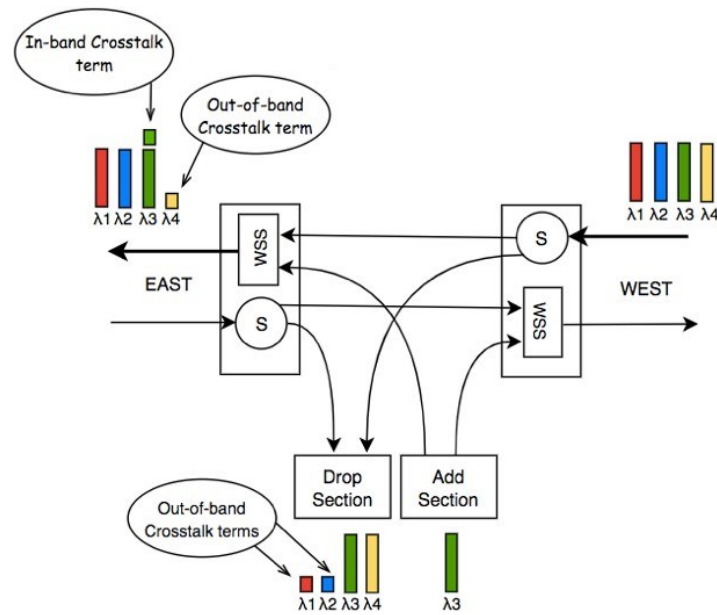 In-band Crosstalk
term
Out-of-band
Crosstalk term
λ1 λ2 λ3 λ4
λ1 λ2 λ3 λ4
WSS
S
EAST
WEST
S
WSS
Drop
Section
Add
Section
Out-of-band
Crosstalk terms
λ1 λ2 λ3 λ4
λ3